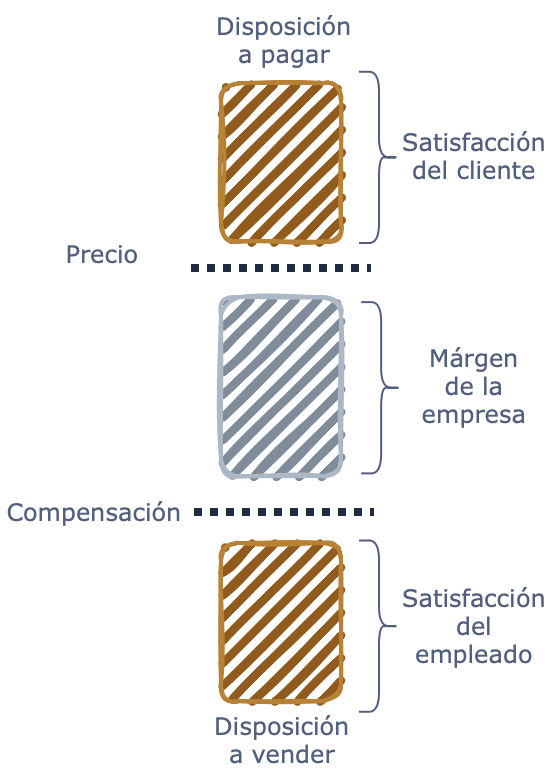 Disposición
a pagar
Satisfacción
del cliente
Precio
Márgen
de la
empresa
Compensación
Satisfacción
del
empleado
Disposición
a vender